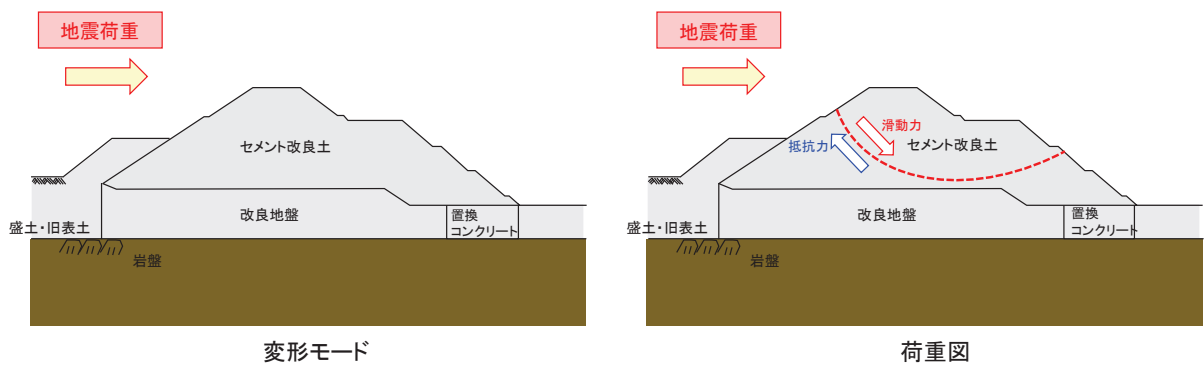 地震荷重
セメント改良土
改良地盤
置換
コンクリート
盛土・旧表土
岩盤
変形モード
地震荷重
滑動力
抵抗力
セメント改良土
改良地盤
置換
コンクリート
盛土・旧表土
岩盤
荷重図